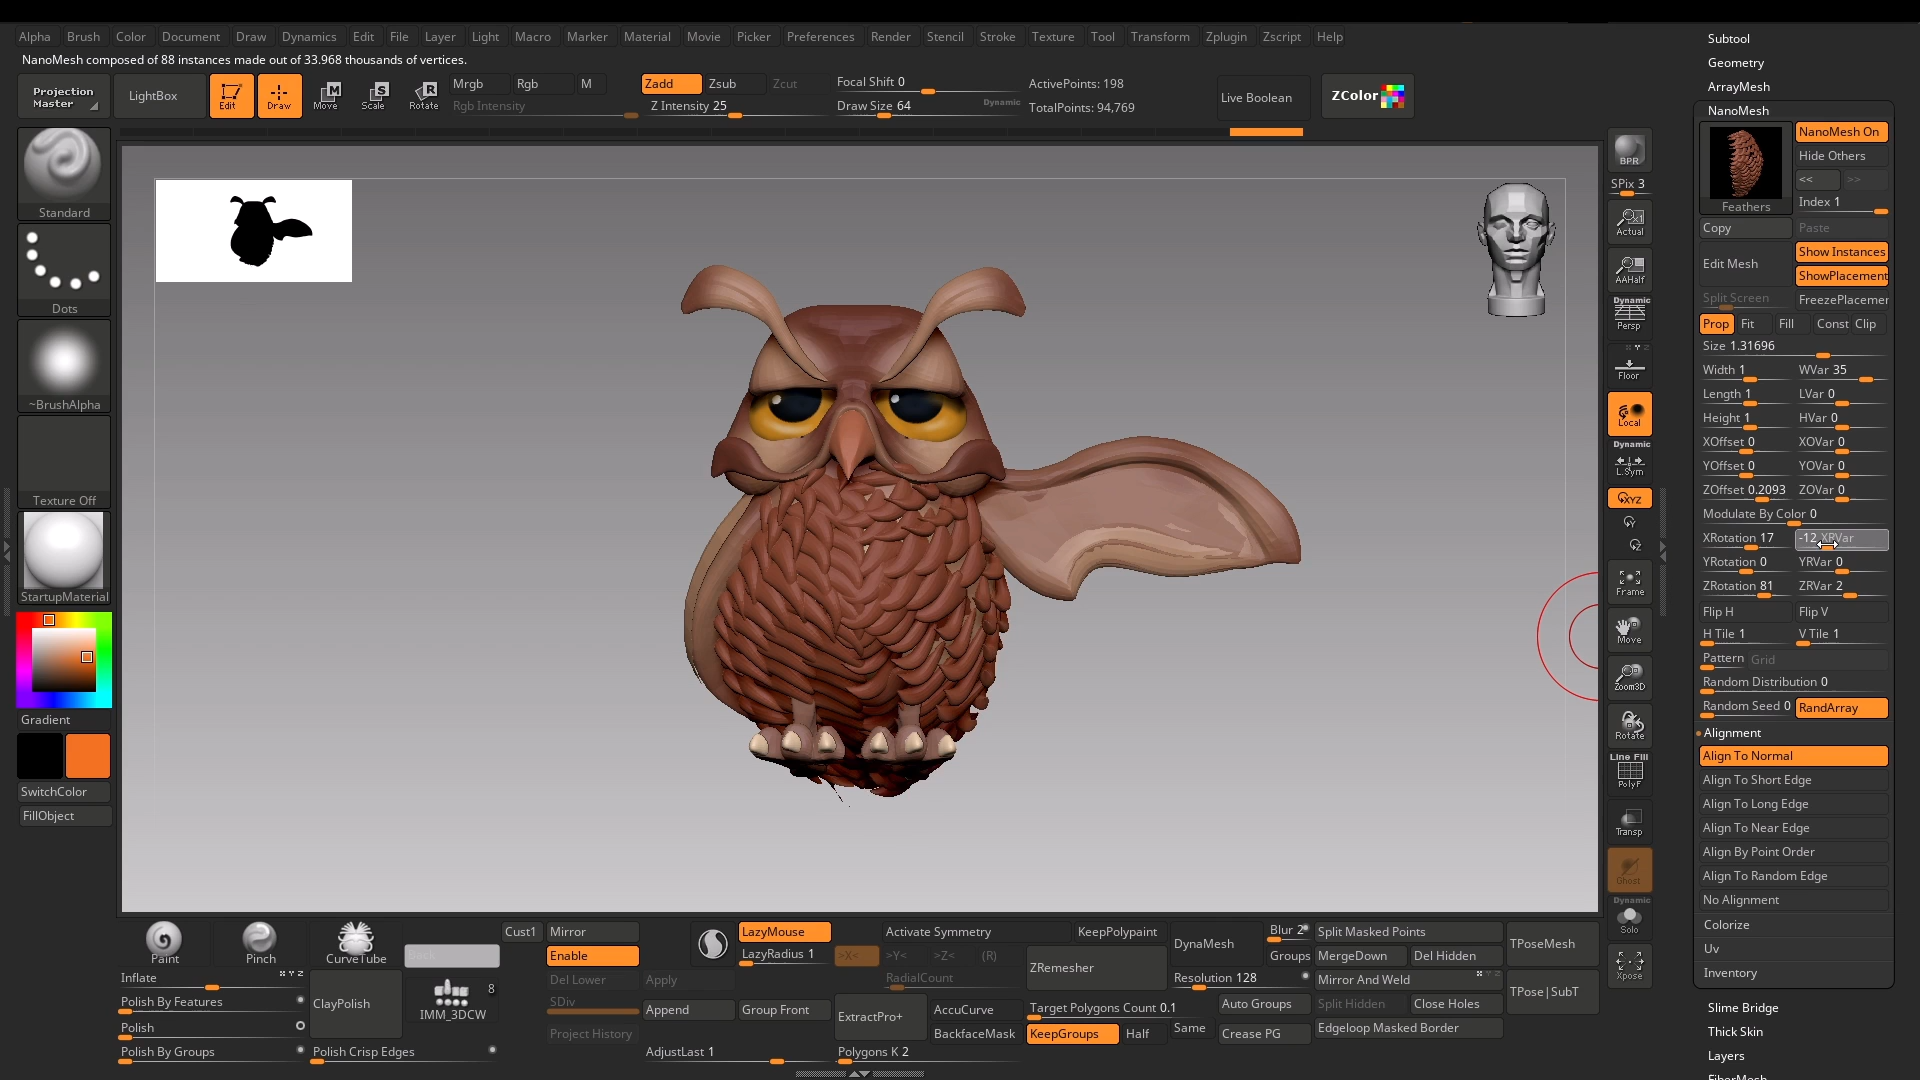 Alpha Brush Color Document Draw Dynamics Edit File Layer Light Macro Marker Material Movie Picker Preferences Render Stencil Stroke Texture Tool Transform Zplugin Zscript Help
NanoMesh composed of 88 instances made out of 33.968 thousands of vertices.
Projection Master
LightBox
Edit
Draw
Move
Scale
Rotate
Mrgb Rgb M
Rgb Intensity
Zadd Zsub Zcut
Z Intensity 25
Focal Shift 0
Draw Size 64
Dynamic
ActivePoints: 198
TotalPoints: 94,769
Live Boolean
ZColor
Standard
Dots
~BrushAlpha
Texture Off
StartupMaterial
Gradient
SwitchColor
FillObject
BPR
SPix 3
Actual
AAHalf
Dynamic
Persp
Floor
Local
Dynamic
L.Sym
XYZ
Frame
Move
Zoom3D
Rotate
Line Fill
PolyF
Transp
Ghost
Dynamic
Solo
Xpose
Subtool
Geometry
ArrayMesh
NanoMesh
Feathers
NanoMesh On
Hide Others
<< >>
Index 1
Copy Paste
Edit Mesh
Show Instances
ShowPlacement
Split Screen FreezePlacemen
Prop Fit Fill Const Clip
Size 1.31696
Width 1 WVar 35
Length 1 LVar 0
Height 1 HVar 0
XOffset 0 XOVar 0
YOffset 0 YOVar 0
ZOffset 0.2093 ZOVar 0
Modulate By Color 0
XRotation 17 -12 XRVar
YRotation 0 YRVar 0
ZRotation 81 ZRVar 2
Flip H Flip V
H Tile 1 V Tile 1
Pattern Grid
Random Distribution 0
Random Seed 0 RandArray
Alignment
Align To Normal
Align To Short Edge
Align To Long Edge
Align To Near Edge
Align By Point Order
Align To Random Edge
No Alignment
Colorize
Uv
Inventory
Slime Bridge
Thick Skin
Layers
FiberMesh
Paint
Pinch
CurveTube
Inflate
Polish By Features
Polish
Polish By Groups
ClayPolish
Polish Crisp Edges
8
IMM_3DCW
Cust1 Mirror
Enable
Del Lower
SDiv
Project History
LazyMouse
LazyRadius 1
Apply
Append Group Front
AdjustLast 1
Activate Symmetry
>X< >Y< >Z< (R)
RadialCount
ExtractPro+
AccuCurve
BackfaceMask
Polygons K 2
KeepPolypaint
ZRemesher
Target Polygons Count 0.1
KeepGroups Half Same
DynaMesh
Blur 2
Groups
Resolution 128
Auto Groups
Crease PG
Split Masked Points
MergeDown Del Hidden
Mirror And Weld
Split Hidden Close Holes
Edgeloop Masked Border
TPoseMesh
TPose|SubT